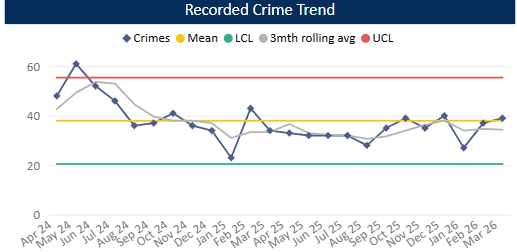 Recorded Crime Trend
Crimes Mean LCL 3mth rolling avg UCL
60
40
20
0
Apr 24 May 24 Jun 24 Jul 24 Aug 24 Sep 24 Oct 24 Nov 24 Dec 24 Jan 25 Feb 25 Mar 25 Apr 25 May 25 Jun 25 Jul 25 Aug 25 Sep 25 Oct 25 Nov 25 Dec 25 Jan 26 Feb 26 Mar 26